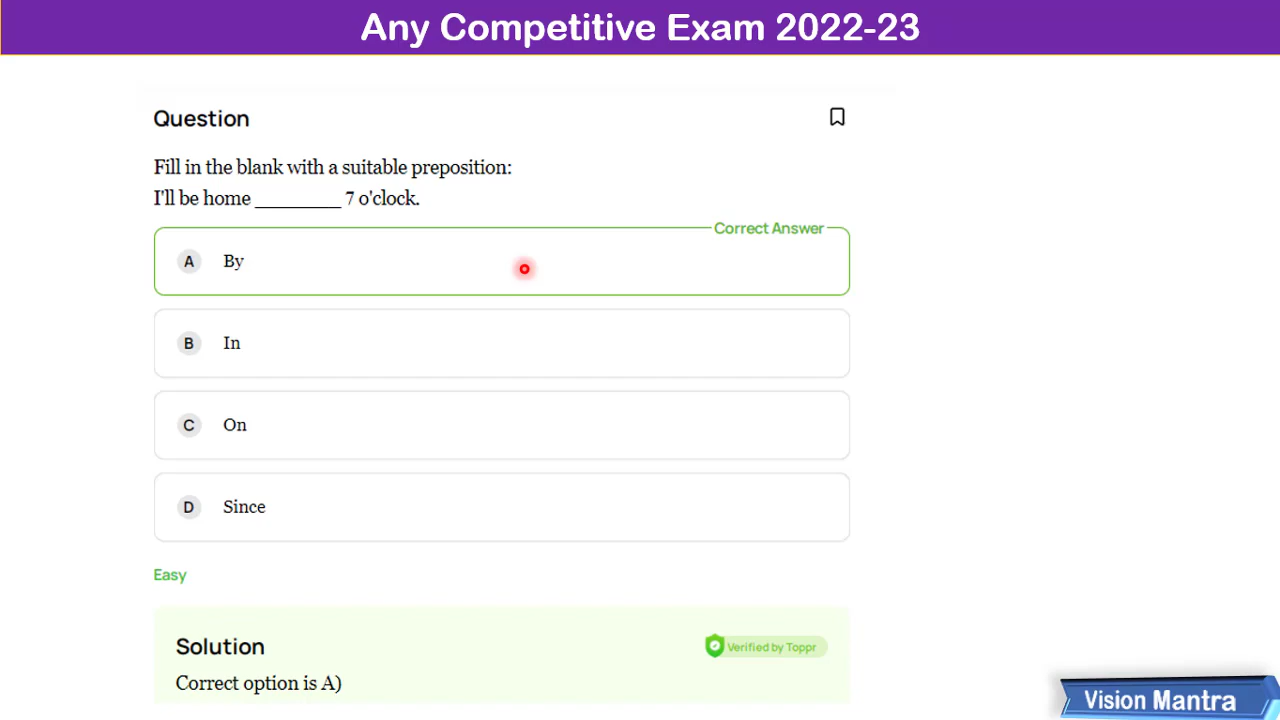 Any Competitive Exam 2022-23
Question
Fill in the blank with a suitable preposition:
I'll be home ________ 7 o'clock.
Correct Answer
A By
B In
C On
D Since
Easy
Solution
Verified by Toppr
Correct option is A)
Vision Mantra